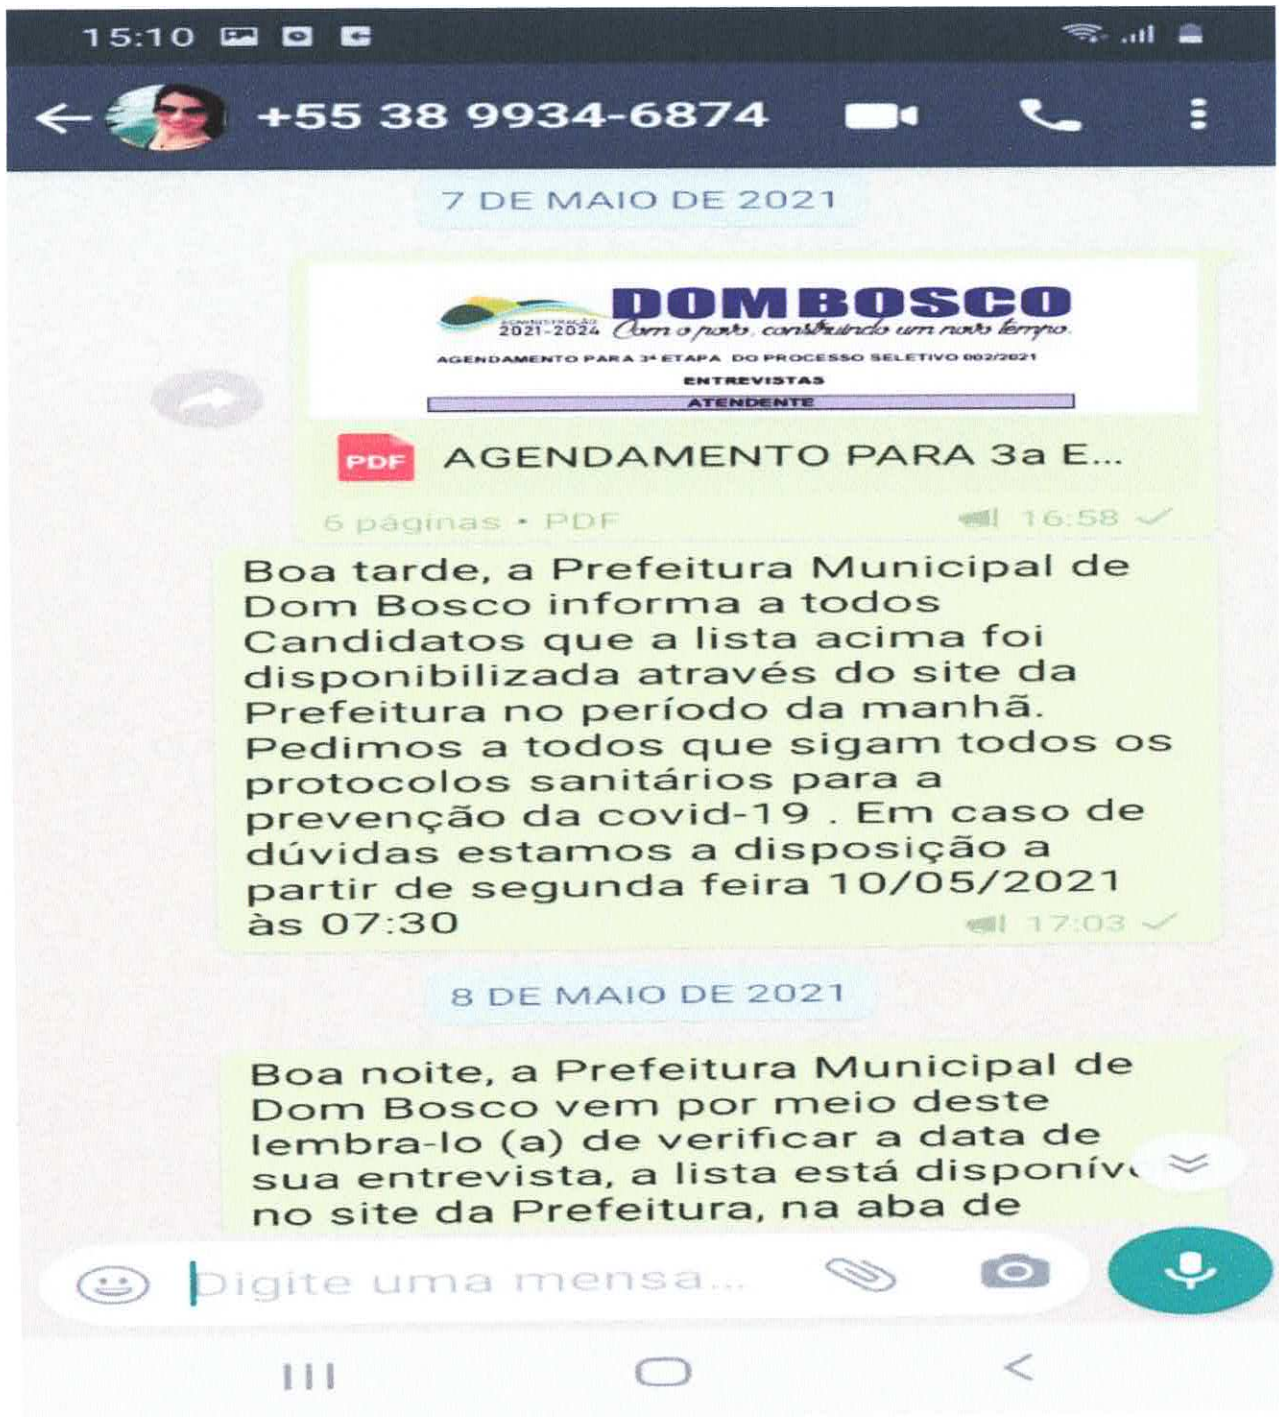 15:10
+55 38 9934-6874
7 DE MAIO DE 2021
DOM BOSCO
ADMINISTRAÇÃO
2021-2024 Com o povo, construindo um novo tempo.
AGENDAMENTO PARA 3ª ETAPA DO PROCESSO SELETIVO 002/2021
ENTREVISTAS
ATENDENTE
PDF AGENDAMENTO PARA 3a E...
6 páginas • PDF 16:58
Boa tarde, a Prefeitura Municipal de
Dom Bosco informa a todos
Candidatos que a lista acima foi
disponibilizada através do site da
Prefeitura no período da manhã.
Pedimos a todos que sigam todos os
protocolos sanitários para a
prevenção da covid-19 . Em caso de
dúvidas estamos a disposição a
partir de segunda feira 10/05/2021
às 07:30 17:03
8 DE MAIO DE 2021
Boa noite, a Prefeitura Municipal de
Dom Bosco vem por meio deste
lembra-lo (a) de verificar a data de
sua entrevista, a lista está disponív
no site da Prefeitura, na aba de
Digite uma mensa...